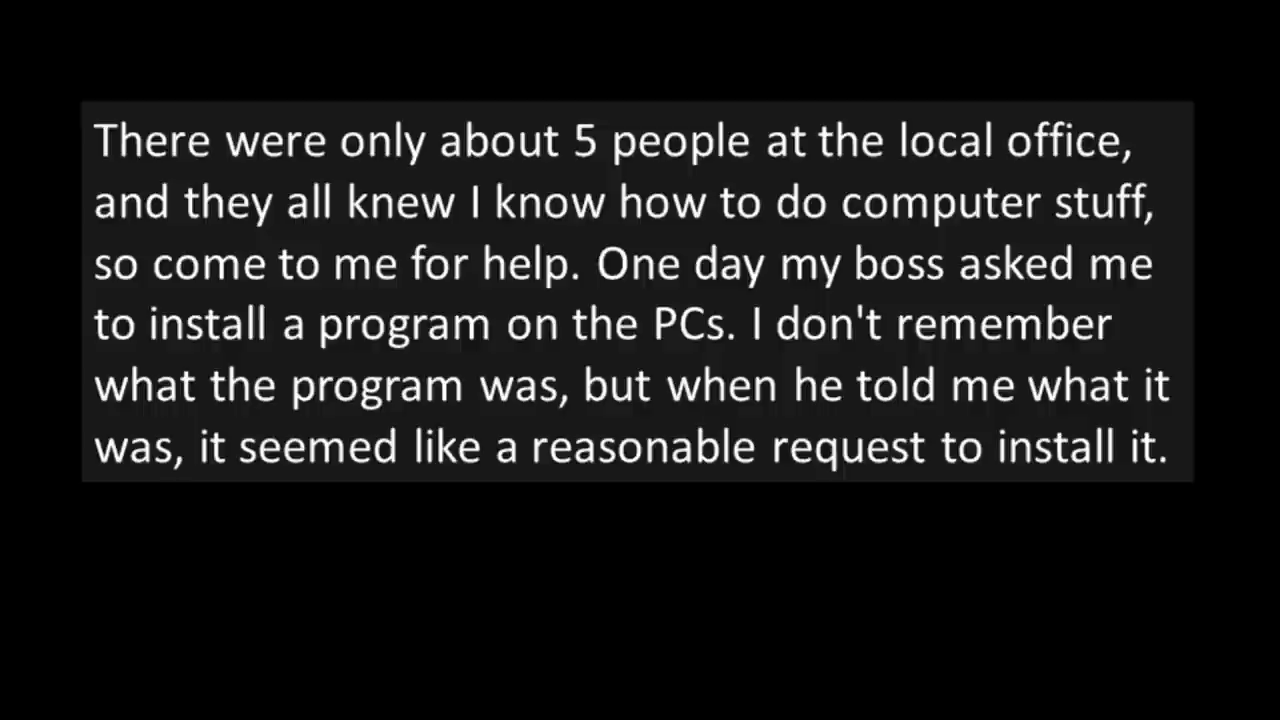 There were only about 5 people at the local office,
and they all knew I know how to do computer stuff,
so come to me for help. One day my boss asked me
to install a program on the PCs. I don't remember
what the program was, but when he told me what it
was, it seemed like a reasonable request to install it.